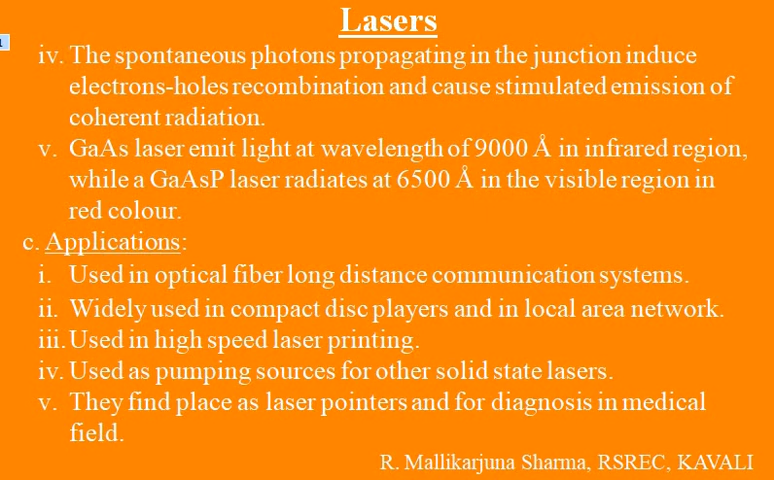 Lasers
iv. The spontaneous photons propagating in the junction induce
electrons-holes recombination and cause stimulated emission of
coherent radiation.
v. GaAs laser emit light at wavelength of 9000 Å in infrared region,
while a GaAsP laser radiates at 6500 Å in the visible region in
red colour.
c. Applications:
i. Used in optical fiber long distance communication systems.
ii. Widely used in compact disc players and in local area network.
iii. Used in high speed laser printing.
iv. Used as pumping sources for other solid state lasers.
v. They find place as laser pointers and for diagnosis in medical
field.
R. Mallikarjuna Sharma, RSREC, KAVALI